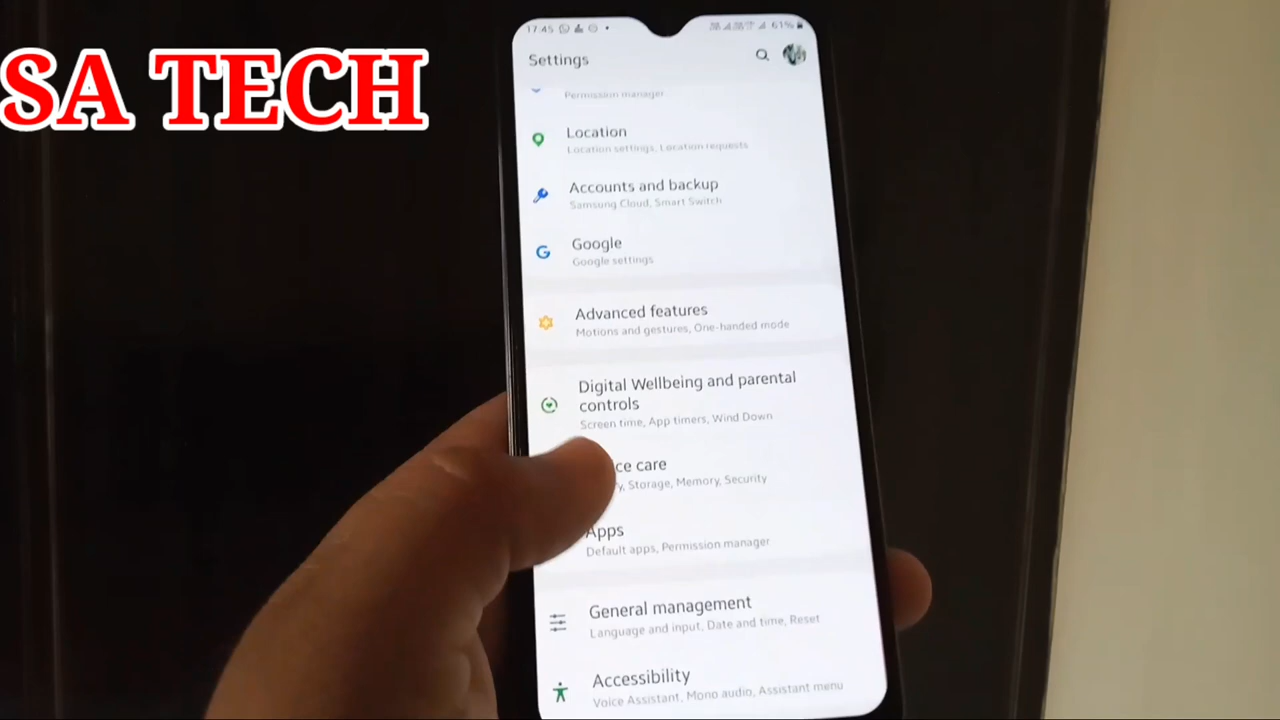 SA TECH
17:45
61%
Settings
Permission manager
Location
Location settings, Location requests
Accounts and backup
Samsung Cloud, Smart Switch
Google
Google settings
Advanced features
Motions and gestures, One-handed mode
Digital Wellbeing and parental
controls
Screen time, App timers, Wind Down
care
Storage, Memory, Security
Apps
Default apps, Permission manager
General management
Language and input, Date and time, Reset
Accessibility
Voice Assistant, Mono audio, Assistant menu